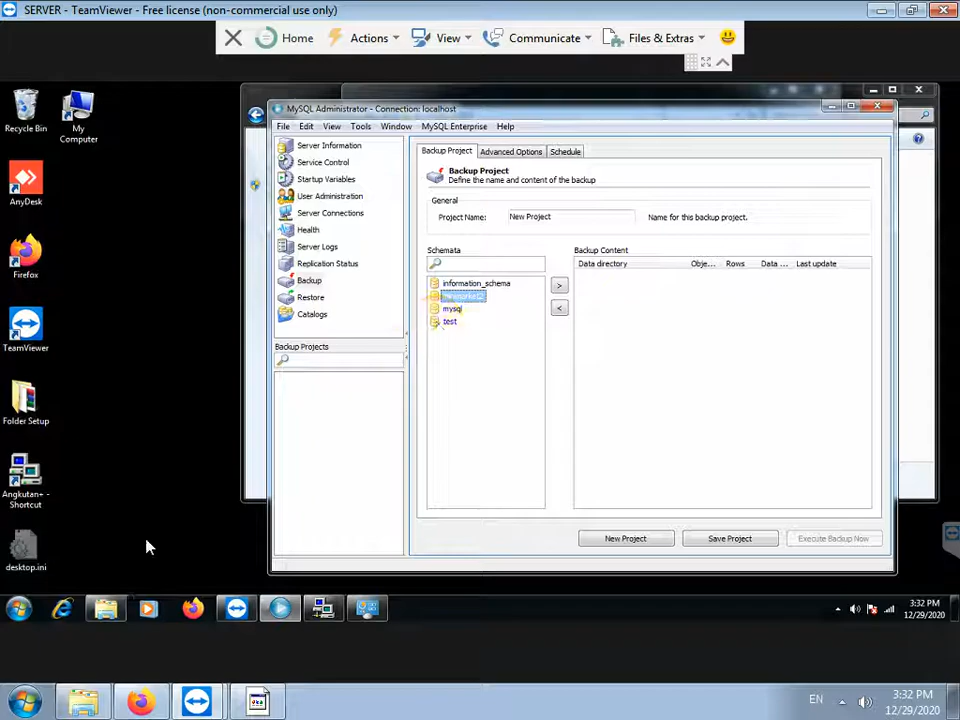 SERVER - TeamViewer - Free license (non-commercial use only)
Home
Actions
View
Communicate
Files & Extras
Recycle Bin
My Computer
AnyDesk
Firefox
TeamViewer
Folder Setup
Angkutan+ - Shortcut
desktop.ini
MySQL Administrator - Connection: localhost
File Edit View Tools Window MySQL Enterprise Help
Server Information
Service Control
Startup Variables
User Administration
Server Connections
Health
Server Logs
Replication Status
Backup
Restore
Catalogs
Backup Projects
Backup Project Advanced Options Schedule
Backup Project
Define the name and content of the backup
General
Project Name: New Project Name for this backup project.
Schemata
information_schema
mysql
test
>
<
Backup Content
Data directory Obje... Rows Data ... Last update
New Project Save Project Execute Backup Now
3:32 PM
12/29/2020
EN
3:32 PM
12/29/2020